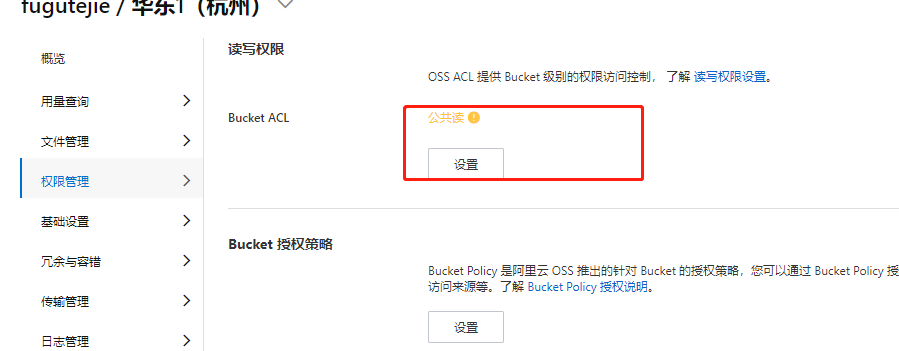 fugutejie / 华东1（杭州）
概览
用量查询
文件管理
权限管理
基础设置
冗余与容错
传输管理
日志管理
读写权限
OSS ACL 提供 Bucket 级别的权限访问控制， 了解 读写权限设置。
Bucket ACL
公共读
设置
Bucket 授权策略
Bucket Policy 是阿里云 OSS 推出的针对 Bucket 的授权策略，您可以通过 Bucket Policy 授
访问来源等。了解 Bucket Policy 授权说明。
设置